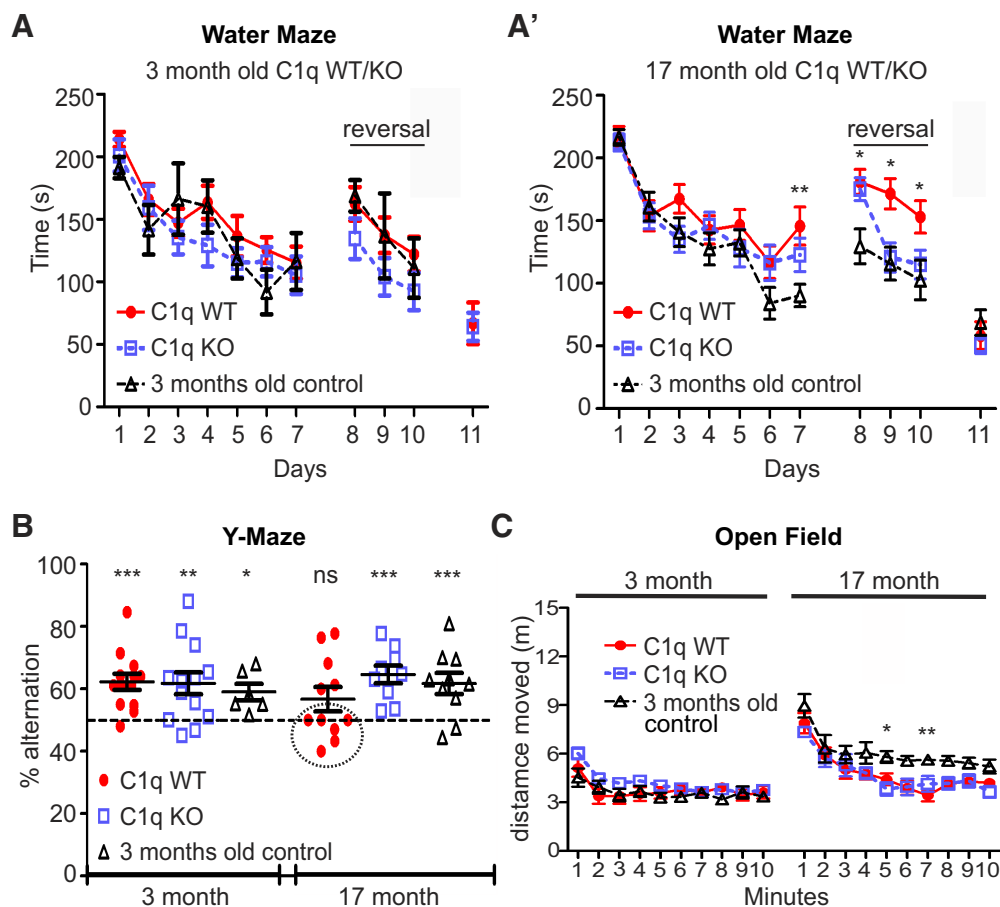 A
Water Maze
3 month old C1q WT/KO
250
200
150
100
50
0
Time (s)
reversal
C1q WT
C1q KO
3 months old control
1 2 3 4 5 6 7 8 9 10 11
Days
A'
Water Maze
17 month old C1q WT/KO
250
200
150
100
50
0
Time (s)
reversal
* * *
**
C1q WT
C1q KO
3 months old control
1 2 3 4 5 6 7 8 9 10 11
Days
B
Y-Maze
100
80
60
40
20
0
% alternation
*** ** * ns *** ***
C1q WT
C1q KO
3 months old control
3 month 17 month
C
Open Field
3 month 17 month
15
12
9
6
3
0
distamce moved (m)
C1q WT
C1q KO
3 months old
control
* **
1 2 3 4 5 6 7 8 910 1 2 3 4 5 6 7 8 910
Minutes